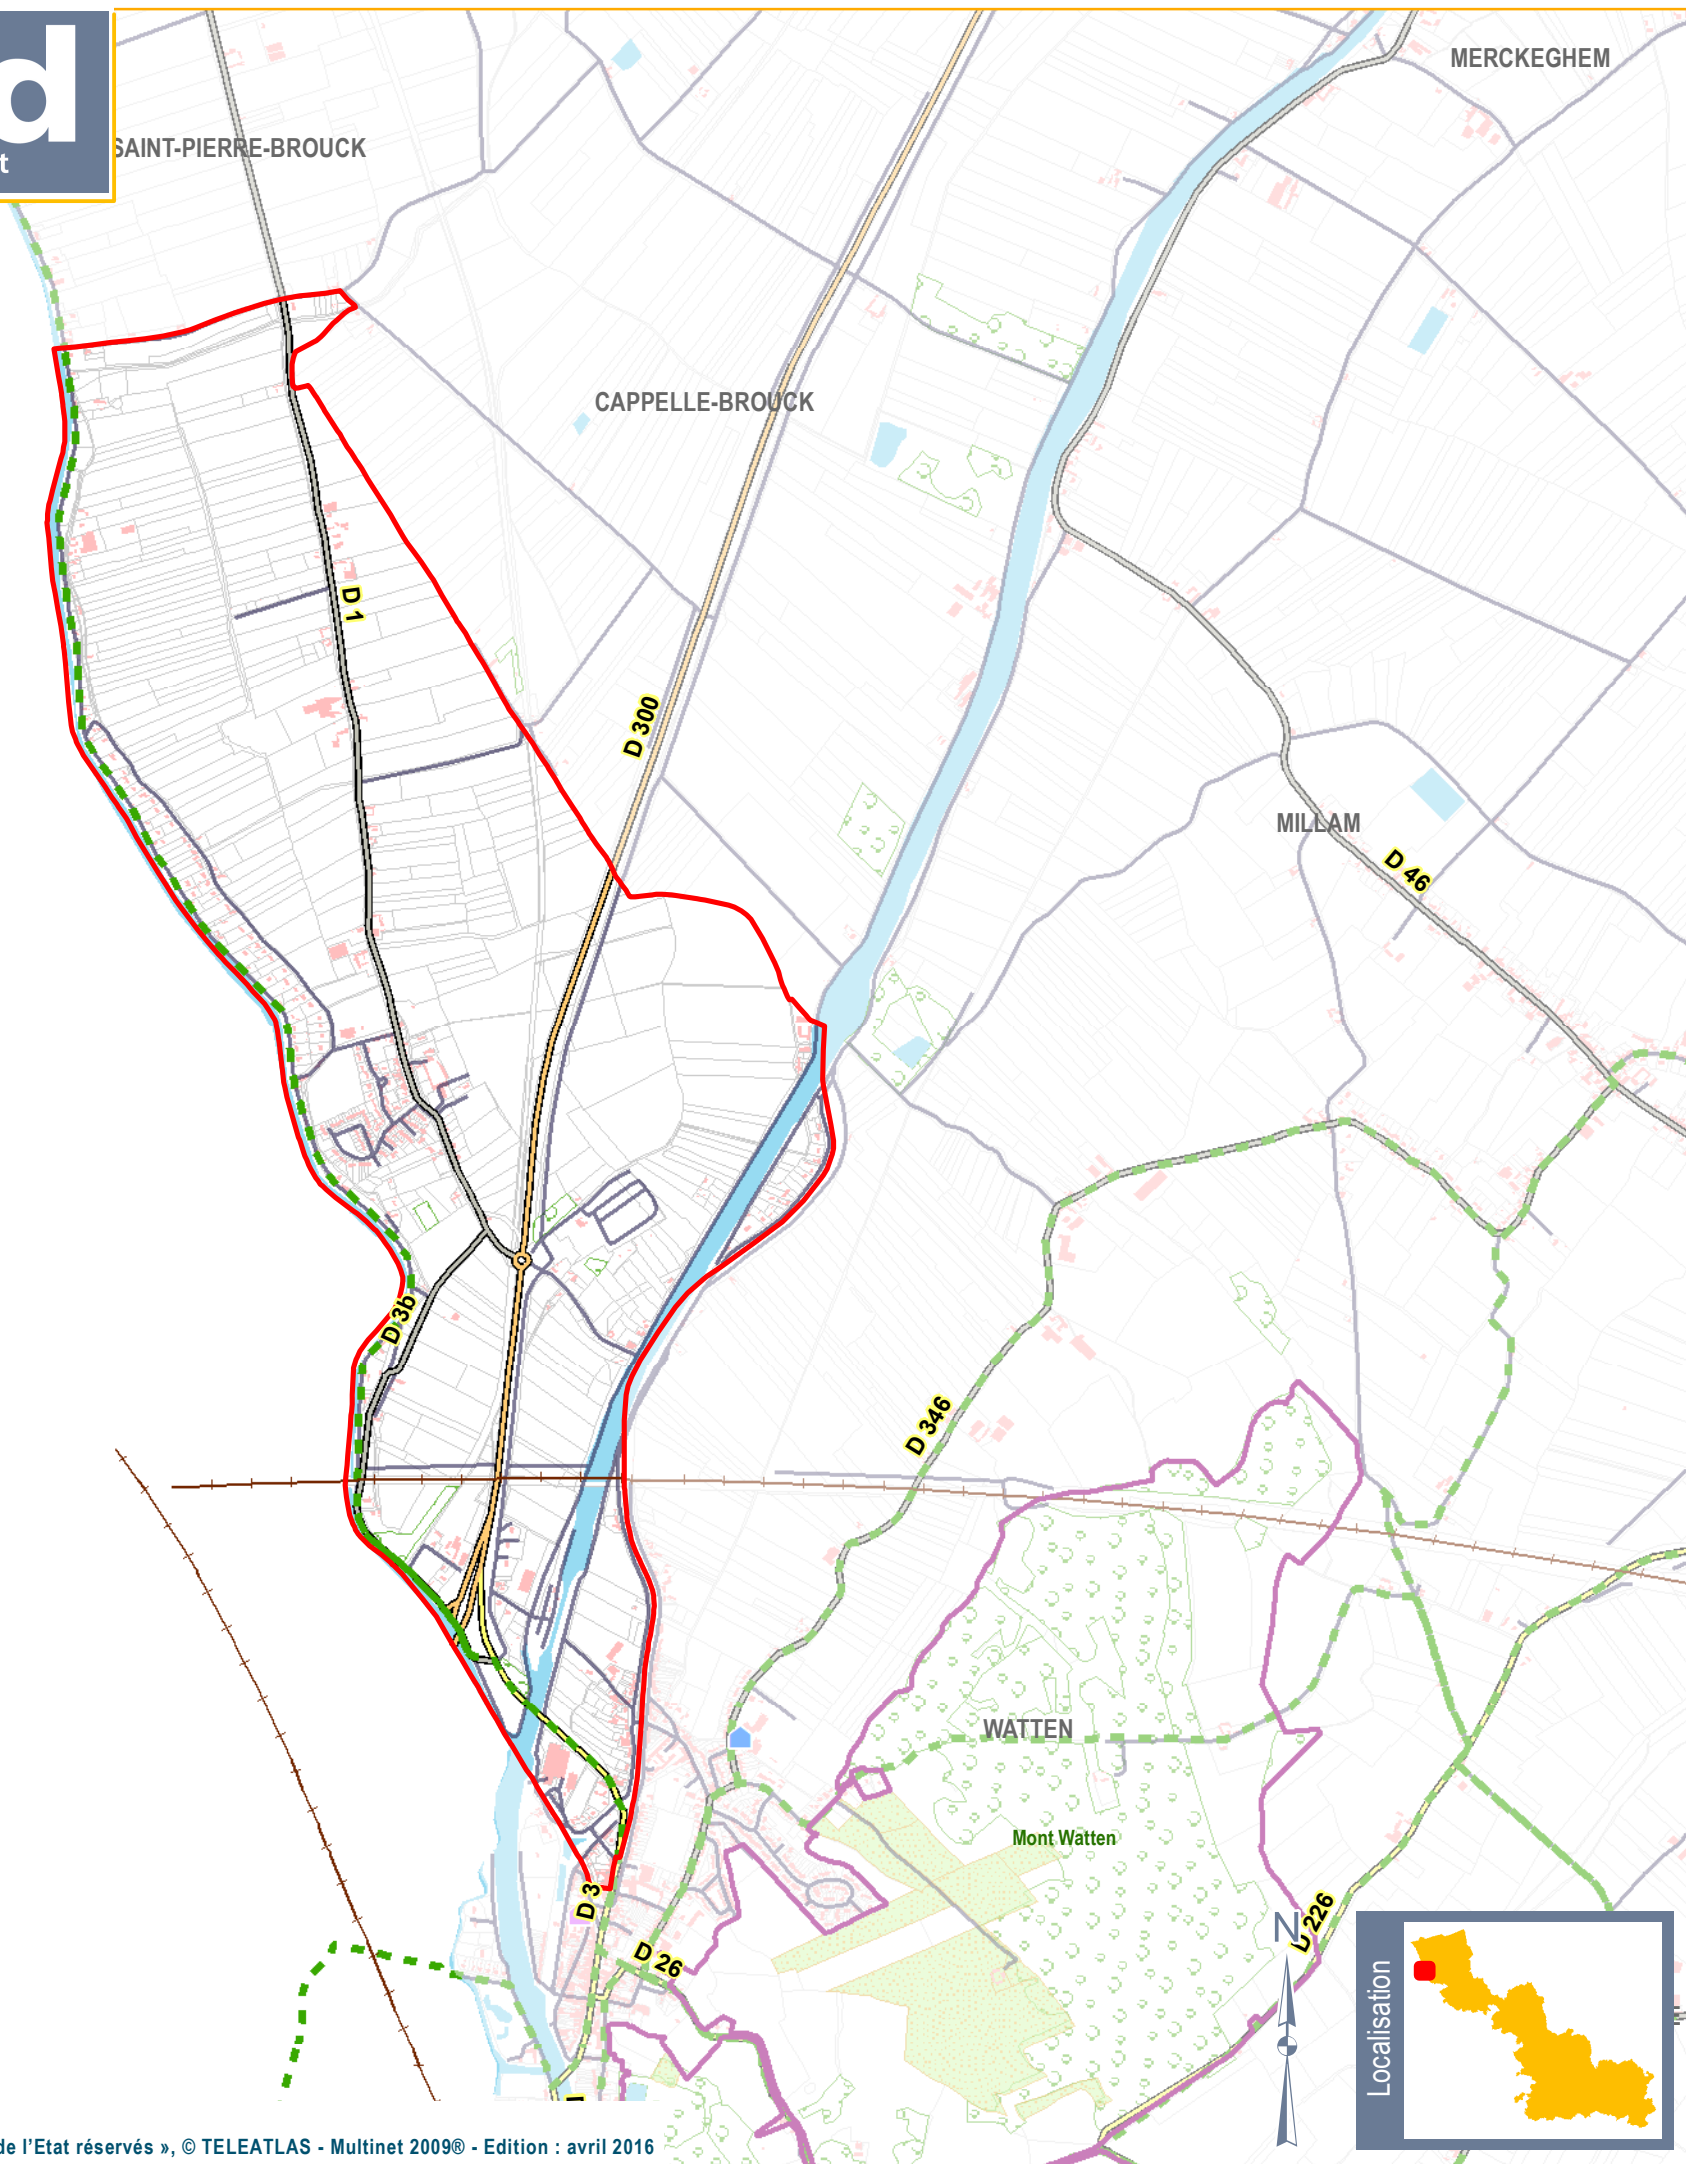 d
t
MERCKEGHEM
SAINT-PIERRE-BROUCK
CAPPELLE-BROUCK
D 1
D 300
MILLAM
D 46
D 3b
D 346
WATTEN
Mont Watten
D 3
D 226
N
D 26
Localisation
de l'Etat réservés », © TELEATLAS - Multinet 2009® - Edition : avril 2016